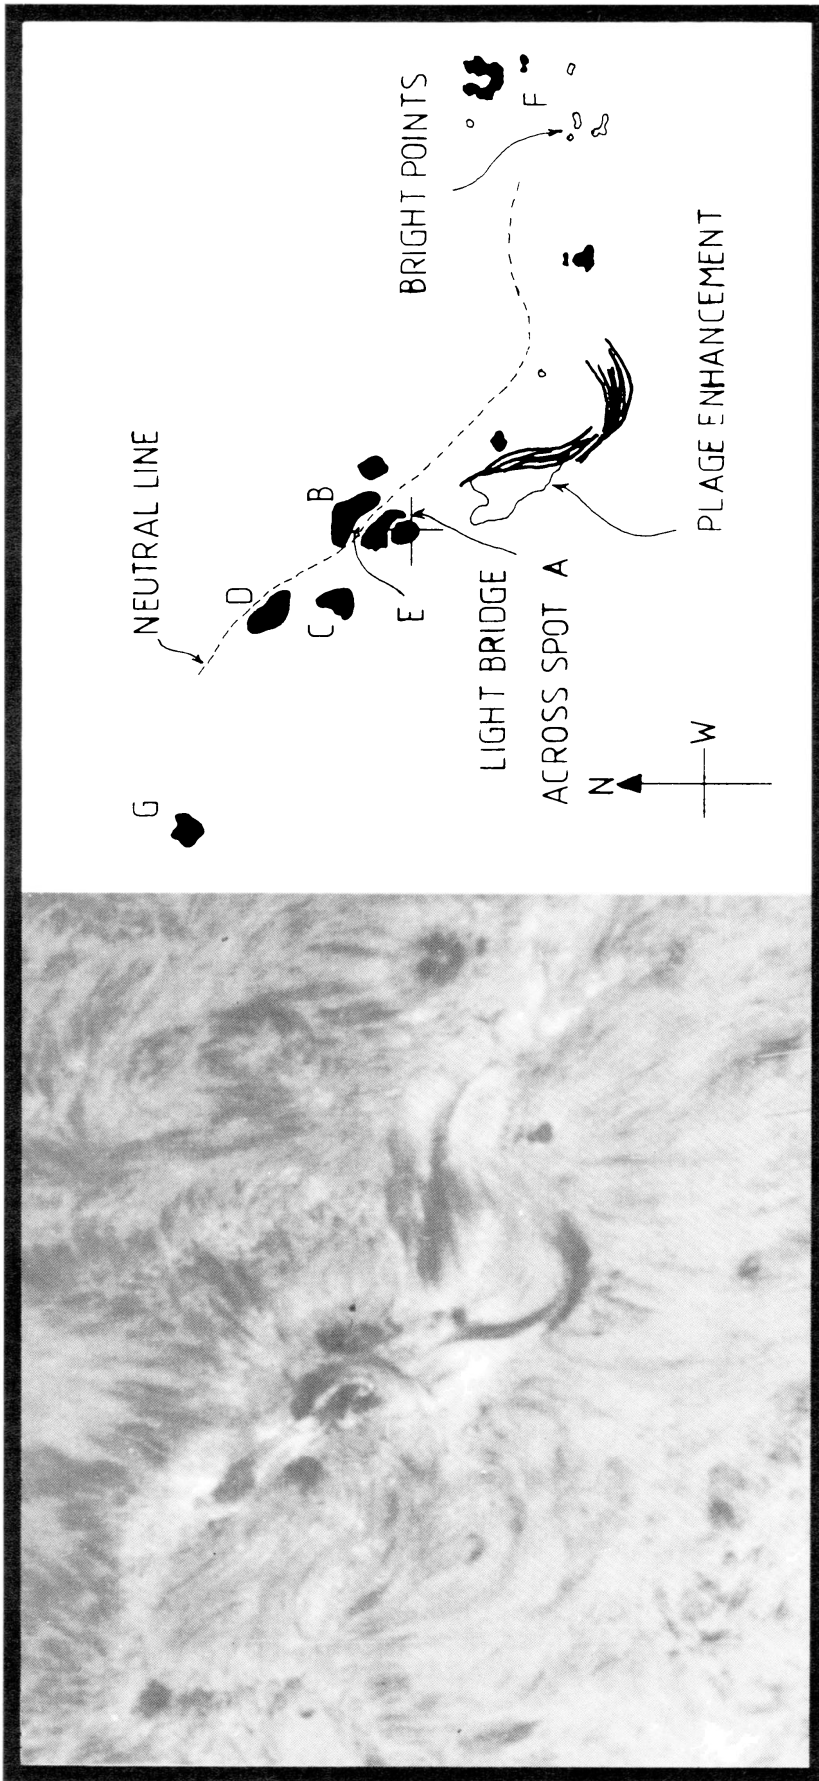 NEUTRAL LINE
BRIGHT POINTS
G
D
B
C
F
E
LIGHT BRIDGE
ACROSS SPOT A
PLAGE ENHANCEMENT
N
W